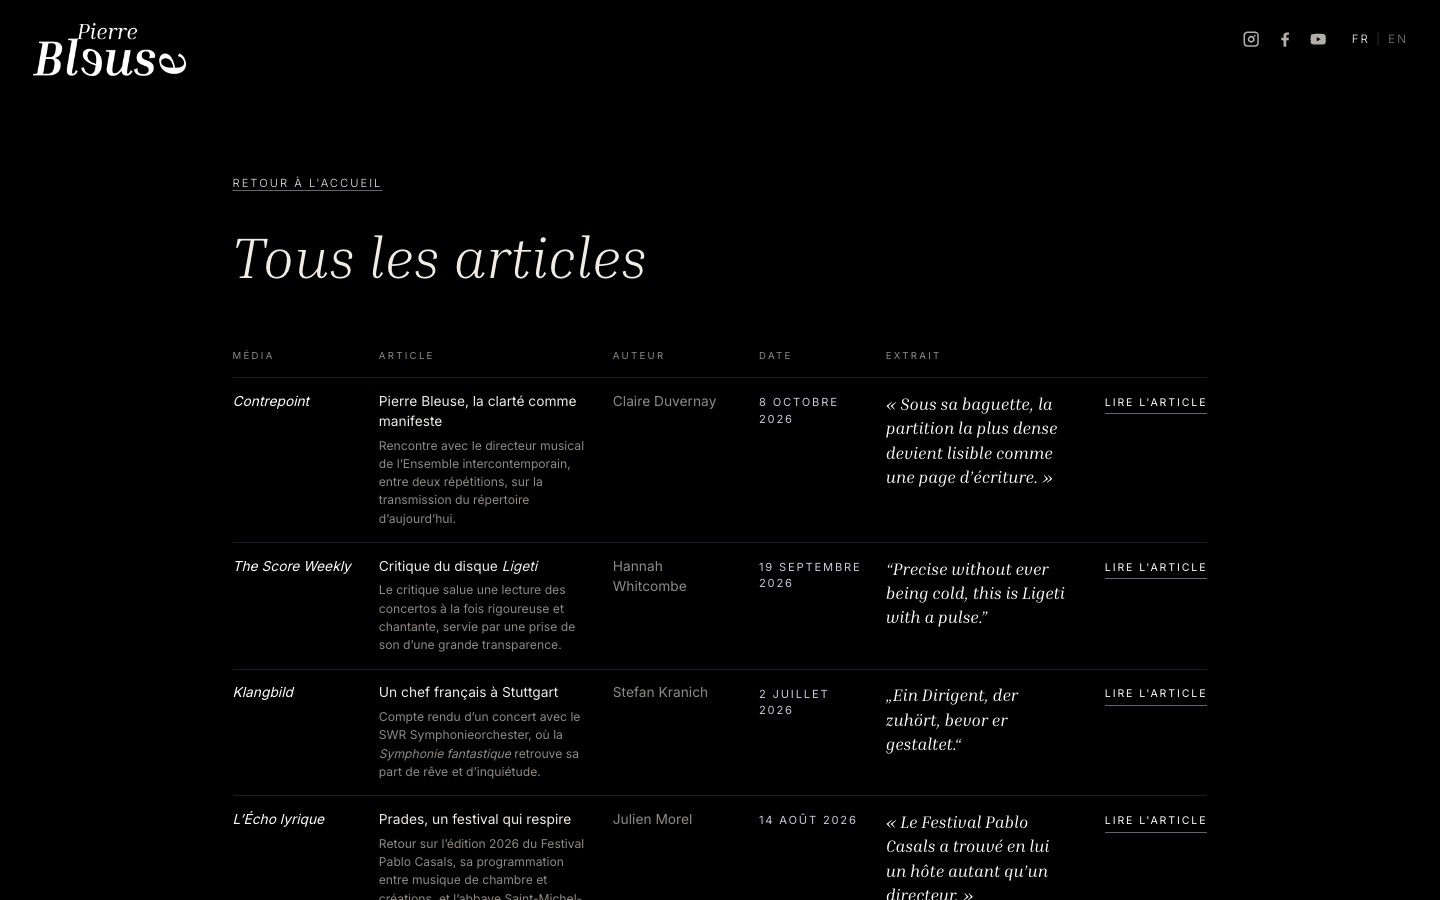 Pierre
Bleuse
FR | EN
RETOUR À L'ACCUEIL
Tous les articles
MÉDIA ARTICLE AUTEUR DATE EXTRAIT
Contrepoint
Pierre Bleuse, la clarté comme
manifeste
Rencontre avec le directeur musical
de l’Ensemble intercontemporain,
entre deux répétitions, sur la
transmission du répertoire
d’aujourd’hui.
Claire Duvernay
8 OCTOBRE
2026
« Sous sa baguette, la
partition la plus dense
devient lisible comme
une page d’écriture. »
LIRE L'ARTICLE
The Score Weekly
Critique du disque Ligeti
Le critique salue une lecture des
concertos à la fois rigoureuse et
chantante, servie par une prise de
son d’une grande transparence.
Hannah
Whitcombe
19 SEPTEMBRE
2026
“Precise without ever
being cold, this is Ligeti
with a pulse.”
LIRE L'ARTICLE
Klangbild
Un chef français à Stuttgart
Compte rendu d’un concert avec le
SWR Symphonieorchester, où la
Symphonie fantastique retrouve sa
part de rêve et d’inquiétude.
Stefan Kranich
2 JUILLET
2026
„Ein Dirigent, der
zuhört, bevor er
gestaltet.“
LIRE L'ARTICLE
L’Écho lyrique
Prades, un festival qui respire
Retour sur l’édition 2026 du Festival
Pablo Casals, sa programmation
entre musique de chambre et
créations, et l’abbaye Saint-Michel-
Julien Morel
14 AOÛT 2026
« Le Festival Pablo
Casals a trouvé en lui
un hôte autant qu’un
directeur. »
LIRE L'ARTICLE